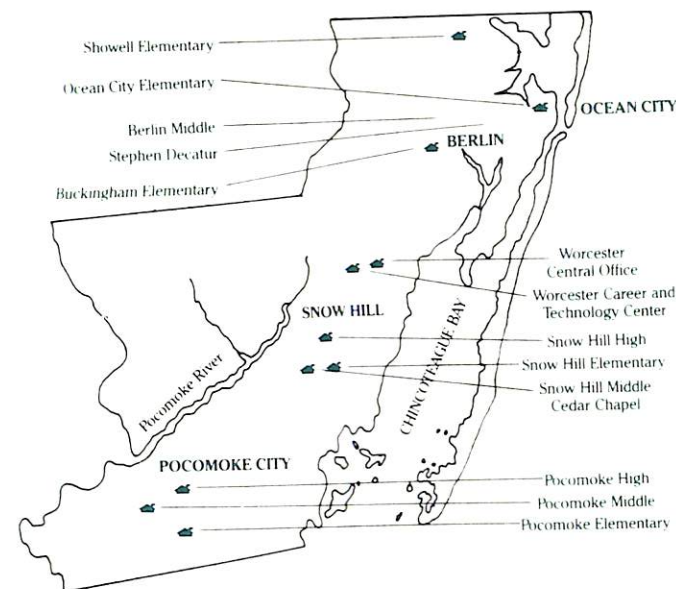 Showell Elementary
Ocean City Elementary
OCEAN CITY
Berlin Middle
Stephen Decatur
BERLIN
Buckingham Elementary
Worcester
Central Office
Worcester Career and
Technology Center
SNOW HILL
CHINCOTEAGUE BAY
Snow Hill High
Snow Hill Elementary
Snow Hill Middle
Cedar Chapel
Pocomoke River
POCOMOKE CITY
Pocomoke High
Pocomoke Middle
Pocomoke Elementary